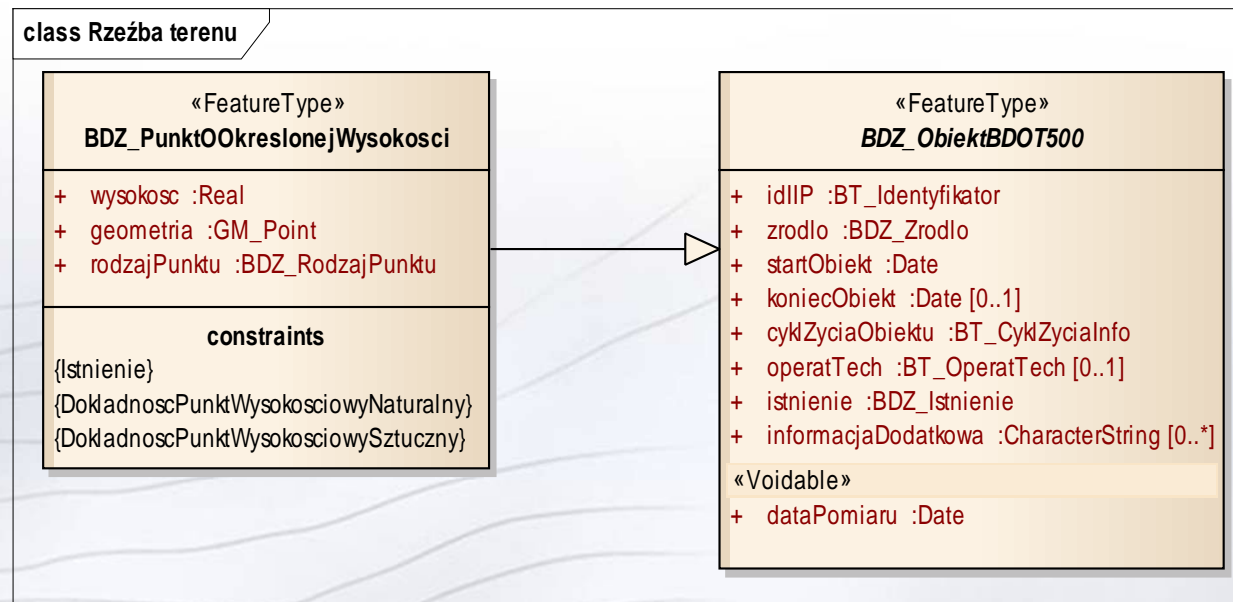 class Rzeźba terenu
«FeatureType»
BDZ_PunktOOkreslonejWysokosci
+ wysokosc :Real
+ geometria :GM_Point
+ rodzajPunktu :BDZ_RodzajPunktu
constraints
{Istnienie}
{DokladnoscPunktWysokosciowyNaturalny}
{DokladnoscPunktWysokosciowySztuczny}
«FeatureType»
BDZ_ObiektBDOT500
+ idIIP :BT_Identyfikator
+ zrodlo :BDZ_Zrodlo
+ startObiekt :Date
+ koniecObiekt :Date [0..1]
+ cyklZyciaObiektu :BT_CyklZyciaInfo
+ operatTech :BT_OperatTech [0..1]
+ istnienie :BDZ_Istnienie
+ informacjaDodatkowa :CharacterString [0..*]
«Voidable»
+ dataPomiaru :Date